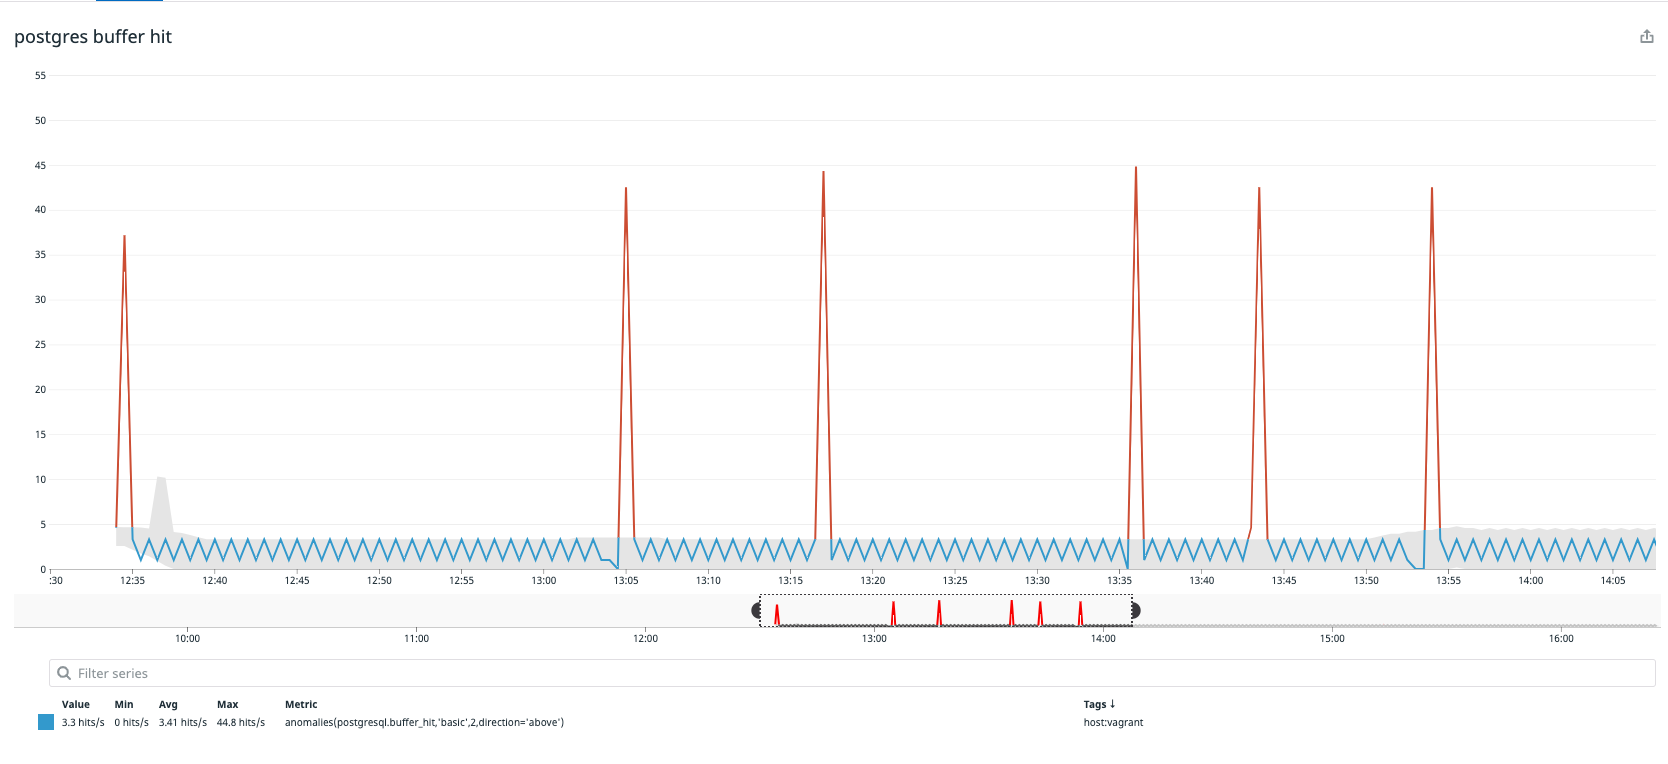 postgres buffer hit
55
50
45
40
35
30
25
20
15
10
5
0
:30 12:35 12:40 12:45 12:50 12:55 13:00 13:05 13:10 13:15 13:20 13:25 13:30 13:35 13:40 13:45 13:50 13:55 14:00 14:05
10:00 11:00 12:00 13:00 14:00 15:00 16:00
Filter series
Value Min Avg Max Metric Tags ↓
3.3 hits/s 0 hits/s 3.41 hits/s 44.8 hits/s anomalies(postgresql.buffer_hit,'basic',2,direction='above') host:vagrant